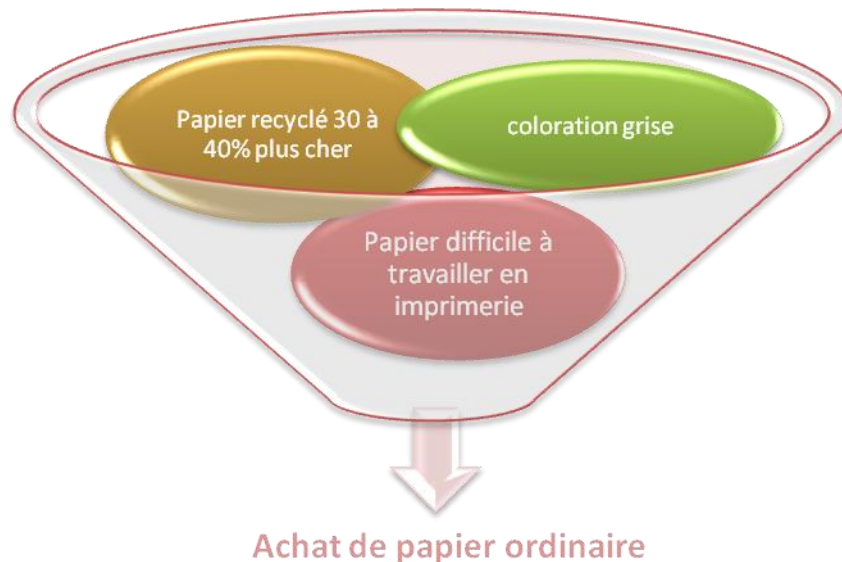 Papier recyclé 30 à
40% plus cher
coloration grise
Papier difficile à
travailler en
imprimerie
Achat de papier ordinaire